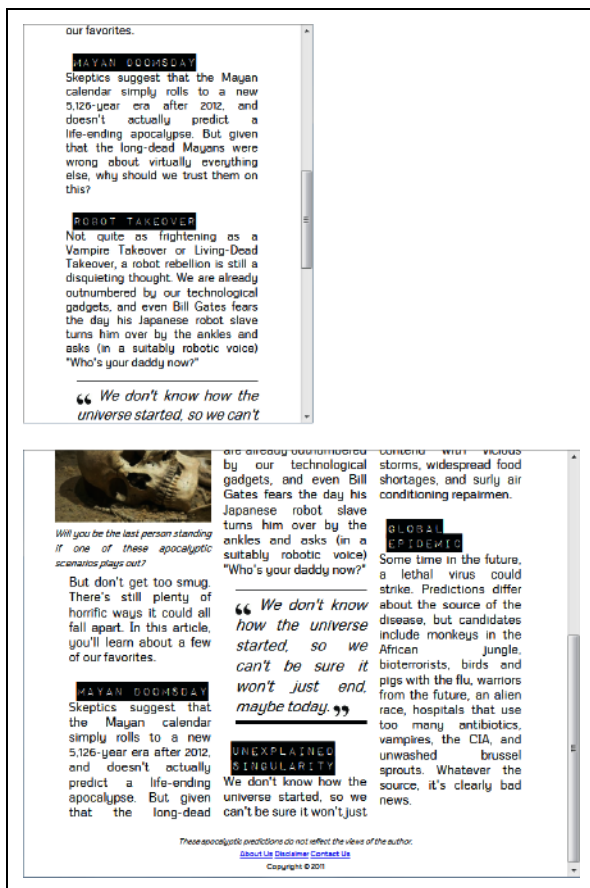 our favorites.
MAYAN DOOMSDAY
Skeptics suggest that the Mayan
calendar simply rolls to a new
5,126-year era after 2012, and
doesn't actually predict a
life-ending apocalypse. But given
that the long-dead Mayans were
wrong about virtually everything
else, why should we trust them on
this?
ROBOT TAKEOVER
Not quite as frightening as a
Vampire Takeover or Living-Dead
Takeover, a robot rebellion is still a
disquieting thought. We are already
outnumbered by our technological
gadgets, and even Bill Gates fears
the day his Japanese robot slave
turns him over by the ankles and
asks (in a suitably robotic voice)
"Who's your daddy now?"
“ We don't know how the
universe started, so we can't
Will you be the last person standing
if one of these apocalyptic
scenarios plays out?
But don't get too smug.
There's still plenty of
horrific ways it could all
fall apart. In this article,
you'll learn about a few
of our favorites.
MAYAN DOOMSDAY
Skeptics suggest that
the Mayan calendar
simply rolls to a new
5,126-year era after 2012,
and doesn't actually
predict a life-ending
apocalypse. But given
that the long-dead
are already outnumbered
by our technological
gadgets, and even Bill
Gates fears the day his
Japanese robot slave
turns him over by the
ankles and asks (in a
suitably robotic voice)
"Who's your daddy now?"
“ We don't know
how the universe
started, so we
can't be sure it
won't just end,
maybe today. ”
UNEXPLAINED
SINGULARITY
We don't know how the
universe started, so we
can't be sure it won't just
contend with vicious
storms, widespread food
shortages, and surly air
conditioning repairmen.
GLOBAL
EPIDEMIC
Some time in the future,
a lethal virus could
strike. Predictions differ
about the source of the
disease, but candidates
include monkeys in the
African jungle,
bioterrorists, birds and
pigs with the flu, warriors
from the future, an alien
race, hospitals that use
too many antibiotics,
vampires, the CIA, and
unwashed brussel
sprouts. Whatever the
source, it's clearly bad
news.
These apocalyptic predictions do not reflect the views of the author.
About Us Disclaimer Contact Us
Copyright © 2011